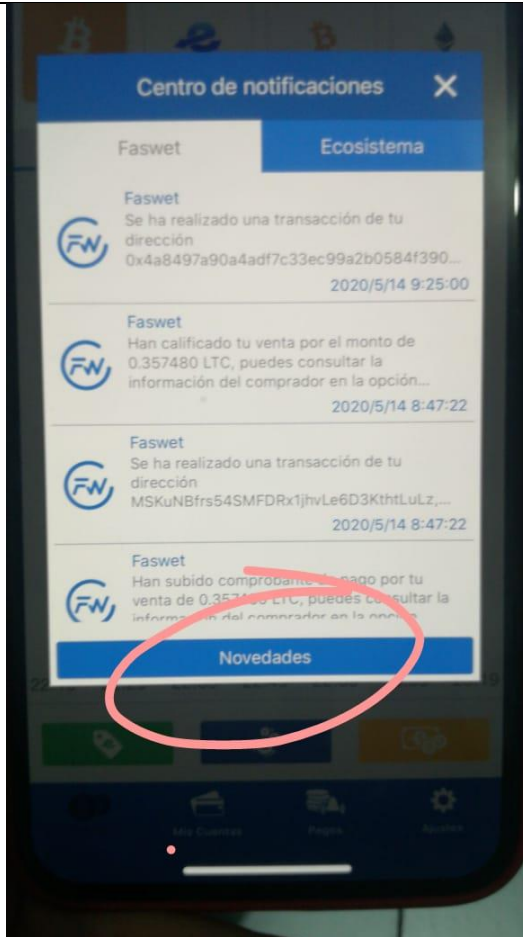 Centro de notificaciones
Faswet
Ecosistema
Faswet
Se ha realizado una transacción de tu
dirección
0x4a8497a90a4adf7c33ec99a2b0584f390...
2020/5/14 9:25:00
FW
Faswet
Han calificado tu venta por el monto de
0.357480 LTC, puedes consultar la
información del comprador en la opción...
2020/5/14 8:47:22
FW
Faswet
Se ha realizado una transacción de tu
dirección
MSKuNBfrs54SMFDRx1jhvLe6D3KthtLuLz,...
2020/5/14 8:47:22
FW
Faswet
Han subido comprobante de pago por tu
venta de LTC, puedes consultar la
información del comprador en la opción
FW
Novedades
Mis Cuentas
Pagos
Ajustes